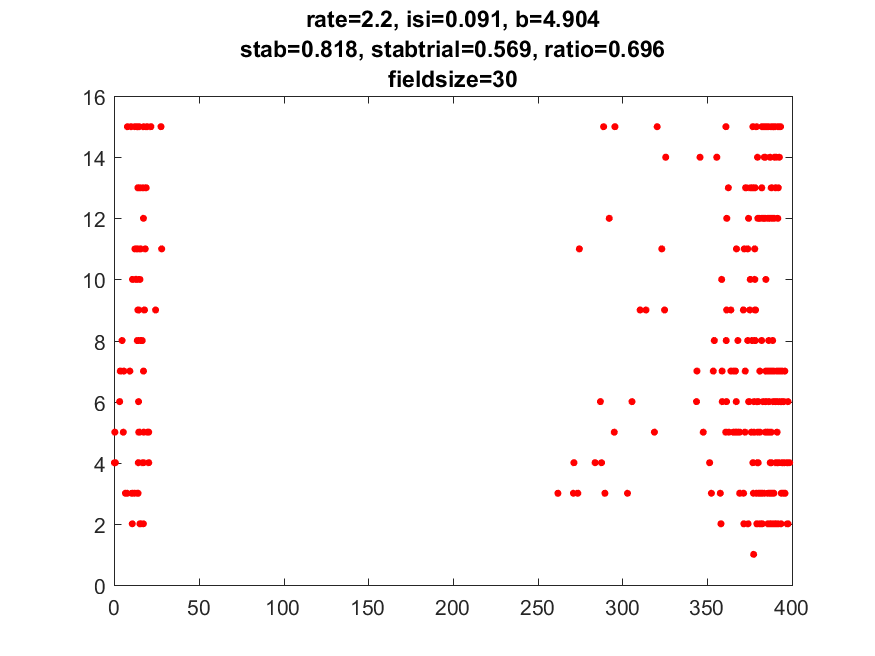 rate=2.2, isi=0.091, b=4.904
stab=0.818, stabtrial=0.569, ratio=0.696
fieldsize=30
16
14
12
10
8
6
4
2
0
0 50 100 150 200 250 300 350 400